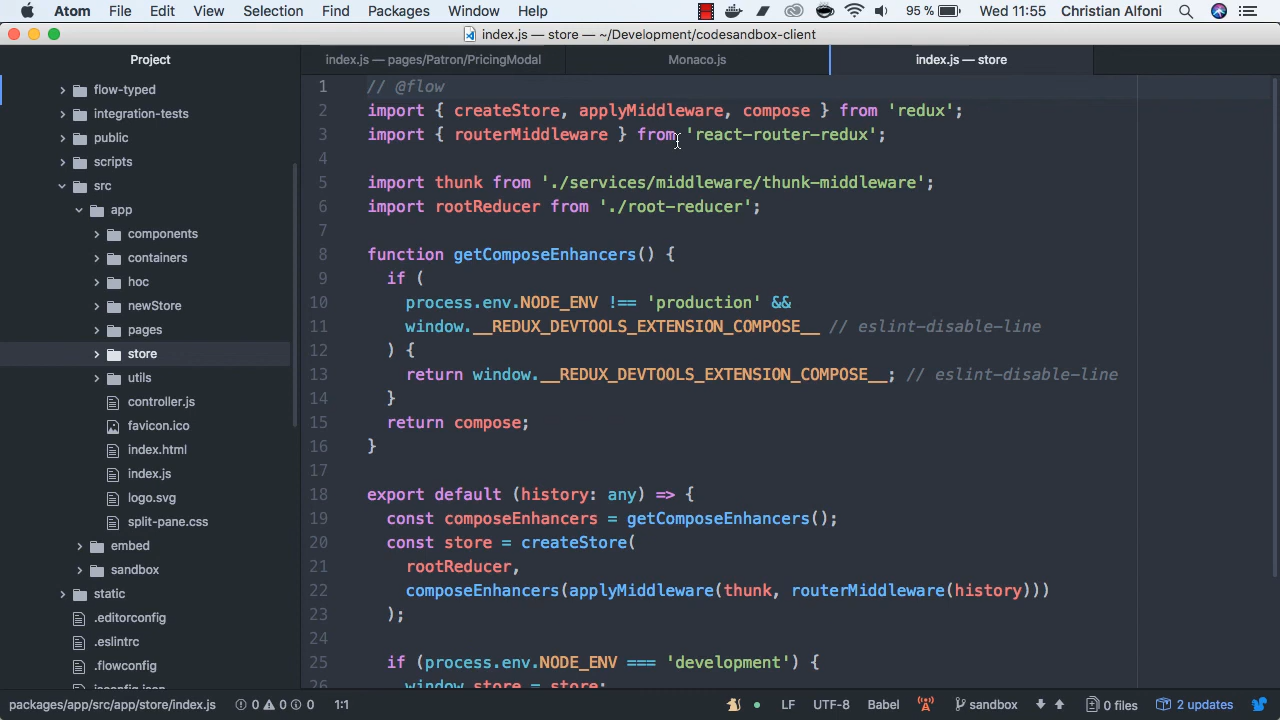 Atom File Edit View Selection Find Packages Window Help 95 % Wed 11:55 Christian Alfoni
index.js — store — ~/Development/codesandbox-client
Project
flow-typed
integration-tests
public
scripts
src
app
components
containers
hoc
newStore
pages
store
utils
controller.js
favicon.ico
index.html
index.js
logo.svg
split-pane.css
embed
sandbox
static
.editorconfig
.eslintrc
.flowconfig
index.js — pages/Patron/PricingModal Monaco.js index.js — store
1 // @flow
2 import { createStore, applyMiddleware, compose } from 'redux';
3 import { routerMiddleware } from 'react-router-redux';
4
5 import thunk from './services/middleware/thunk-middleware';
6 import rootReducer from './root-reducer';
7
8 function getComposeEnhancers() {
9 if (
10 process.env.NODE_ENV !== 'production' &&
11 window.__REDUX_DEVTOOLS_EXTENSION_COMPOSE__ // eslint-disable-line
12 ) {
13 return window.__REDUX_DEVTOOLS_EXTENSION_COMPOSE__; // eslint-disable-line
14 }
15 return compose;
16 }
17
18 export default (history: any) => {
19 const composeEnhancers = getComposeEnhancers();
20 const store = createStore(
21 rootReducer,
22 composeEnhancers(applyMiddleware(thunk, routerMiddleware(history)))
23 );
24
25 if (process.env.NODE_ENV === 'development') {
26 window.store = store;
packages/app/src/app/store/index.js 0 0 0 1:1 LF UTF-8 Babel sandbox 0 files 2 updates